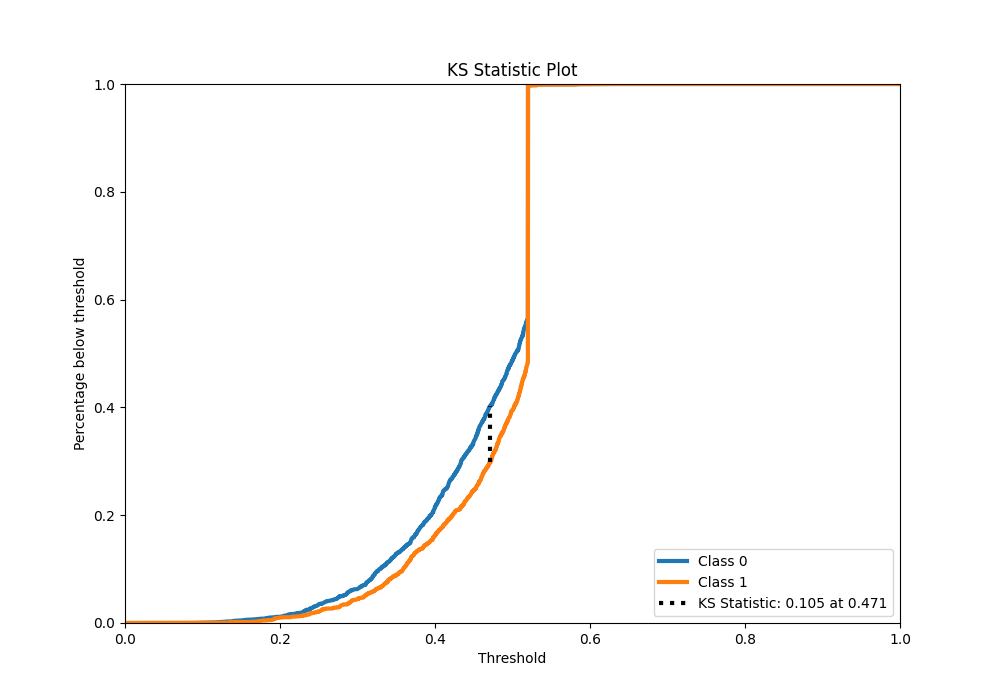 KS Statistic Plot
1.0
0.8
0.6
0.4
0.2
0.0
Percentage below threshold
0.0 0.2 0.4 0.6 0.8 1.0
Threshold
Class 0
Class 1
KS Statistic: 0.105 at 0.471